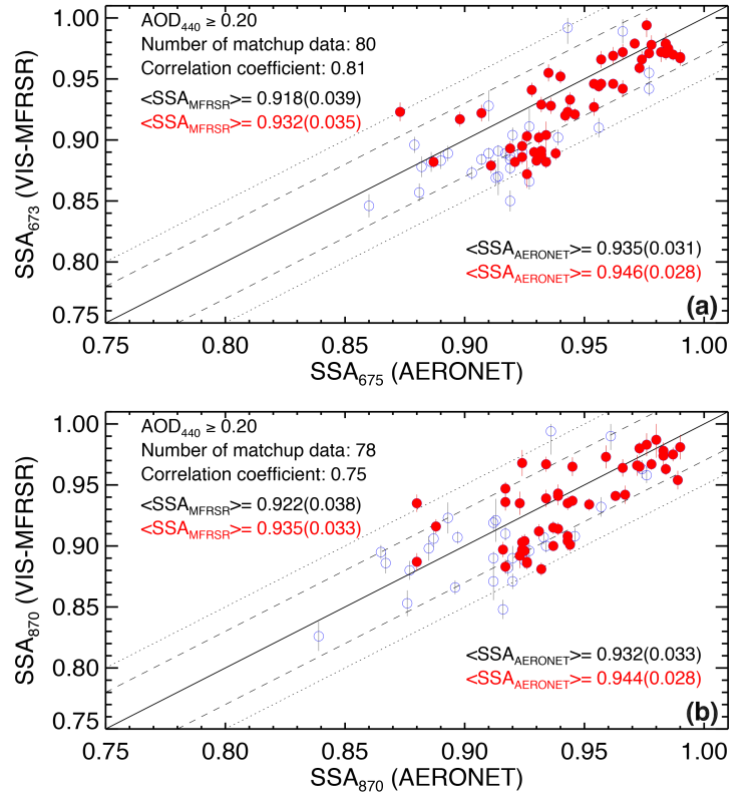 AOD440 ≥ 0.20
Number of matchup data: 80
Correlation coefficient: 0.81
<SSAMFRSR>= 0.918(0.039)
<SSAMFRSR>= 0.932(0.035)
<SSAAERONET>= 0.935(0.031)
<SSAAERONET>= 0.946(0.028)
(a)
1.00
0.95
0.90
0.85
0.80
0.75
SSA673 (VIS-MFRSR)
0.75 0.80 0.85 0.90 0.95 1.00
SSA675 (AERONET)
AOD440 ≥ 0.20
Number of matchup data: 78
Correlation coefficient: 0.75
<SSAMFRSR>= 0.922(0.038)
<SSAMFRSR>= 0.935(0.033)
<SSAAERONET>= 0.932(0.033)
<SSAAERONET>= 0.944(0.028)
(b)
1.00
0.95
0.90
0.85
0.80
0.75
SSA870 (VIS-MFRSR)
0.75 0.80 0.85 0.90 0.95 1.00
SSA870 (AERONET)